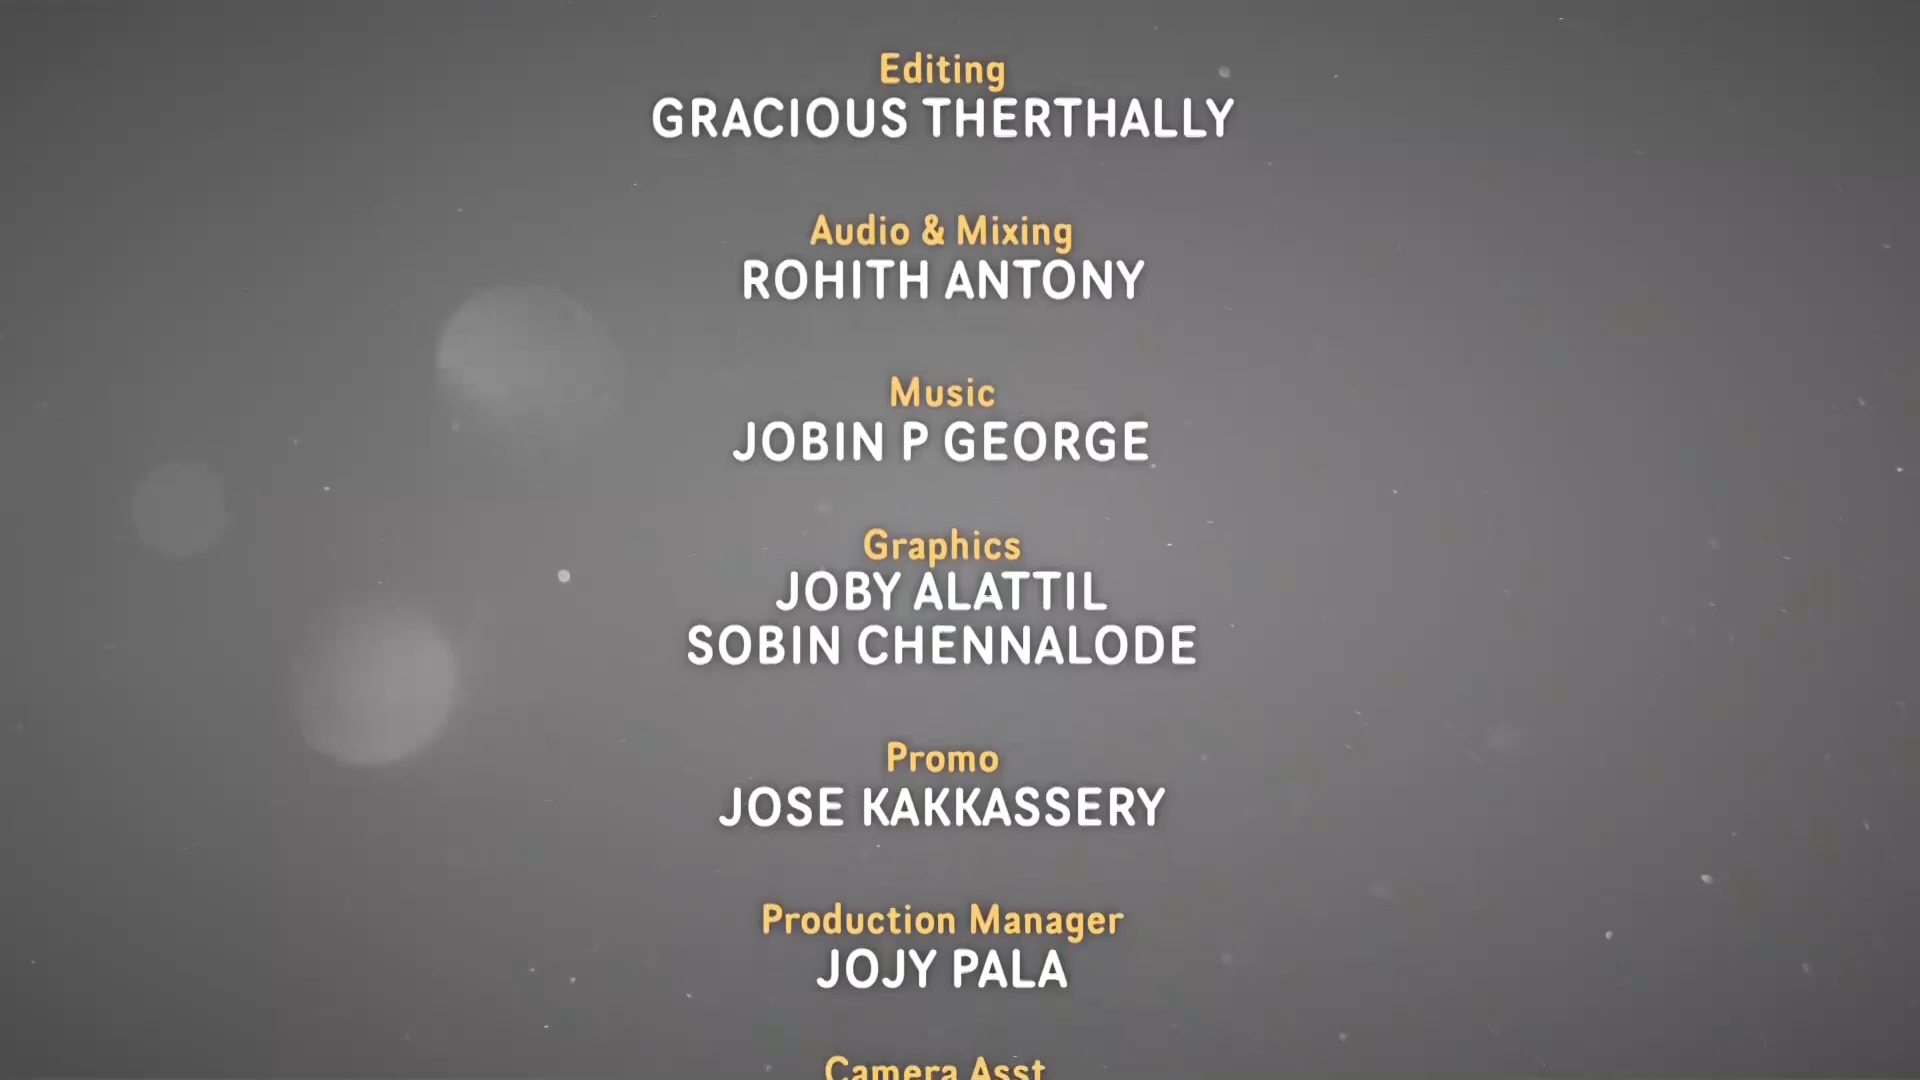 Editing
GRACIOUS THERTHALLY
Audio & Mixing
ROHITH ANTONY
Music
JOBIN P GEORGE
Graphics
JOBY ALATTIL
SOBIN CHENNALODE
Promo
JOSE KAKKASSERY
Production Manager
JOJY PALA
Camera Asst